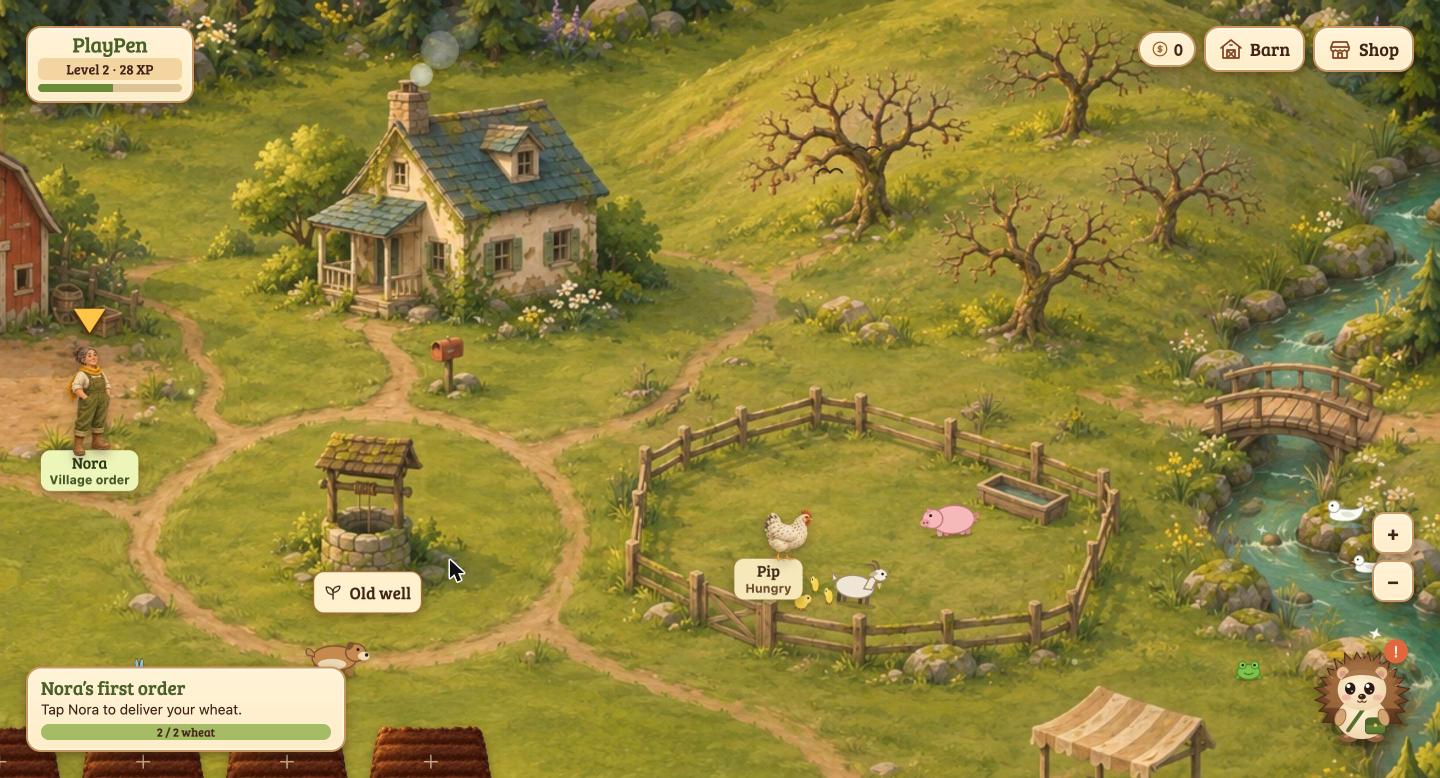 PlayPen
Level 2 · 28 XP
$ 0
Barn
Shop
Nora
Village order
Old well
Pip
Hungry
+
−
!
Nora's first order
Tap Nora to deliver your wheat.
2 / 2 wheat